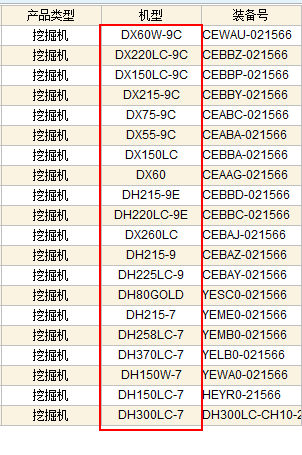 产品类型 机型 装备号
挖掘机 DX60W-9C CEWAU-021566
挖掘机 DX220LC-9C CEBBZ-021566
挖掘机 DX150LC-9C CEBBP-021566
挖掘机 DX215-9C CEBBY-021566
挖掘机 DX75-9C CEABC-021566
挖掘机 DX55-9C CEABA-021566
挖掘机 DX150LC CEBBA-021566
挖掘机 DX60 CEAAG-021566
挖掘机 DH215-9E CEBBD-021566
挖掘机 DH220LC-9E CEBBC-021566
挖掘机 DX260LC CEBAJ-021566
挖掘机 DH215-9 CEBAZ-021566
挖掘机 DH225LC-9 CEBAY-021566
挖掘机 DH80GOLD YESC0-021566
挖掘机 DH215-7 YEME0-021566
挖掘机 DH258LC-7 YEMB0-021566
挖掘机 DH370LC-7 YELB0-021566
挖掘机 DH150W-7 YEWA0-021566
挖掘机 DH150LC-7 HEYR0-21566
挖掘机 DH300LC-7 DH300LC-CH10-2